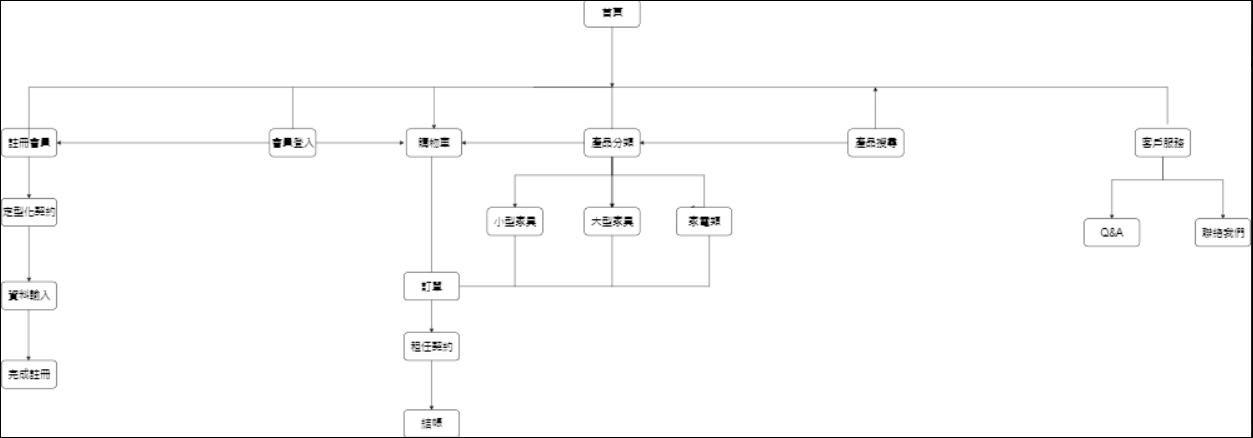 首頁
註冊會員
會員登入
購物車
產品分類
產品搜尋
客戶服務
定型化契約
小型家具
大型家具
家電類
Q&A
聯絡我們
資料輸入
訂單
租任契約
完成註冊
結帳